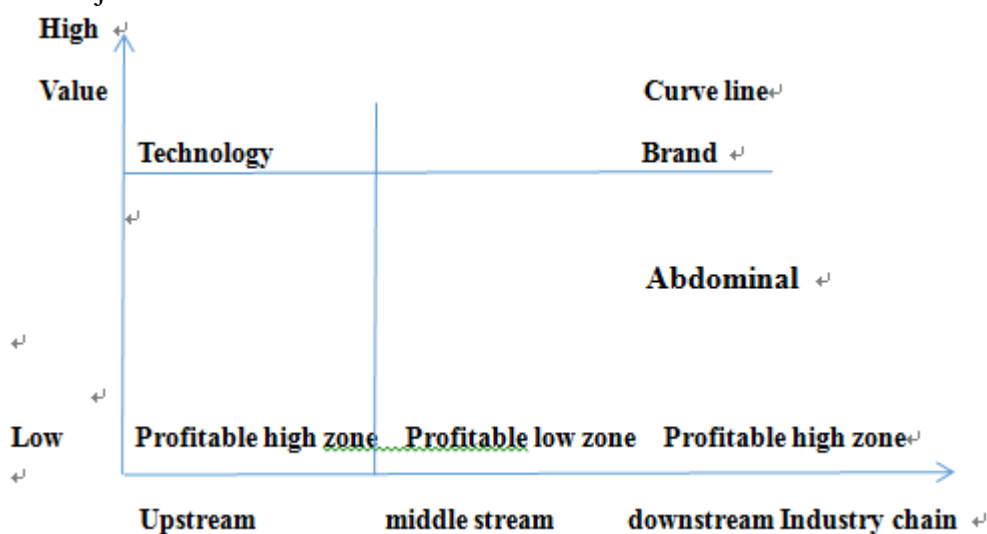 High
Value Curve line
Technology Brand
Abdominal
Low Profitable high zone Profitable low zone Profitable high zone
Upstream middle stream downstream Industry chain